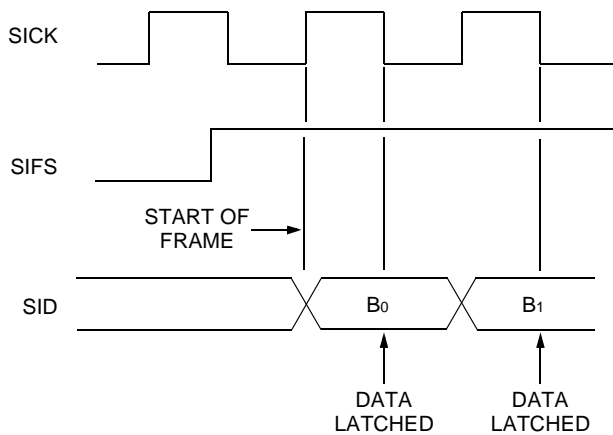 SICK
SIFS
START OF
FRAME
SID
B0
B1
DATA
LATCHED
DATA
LATCHED